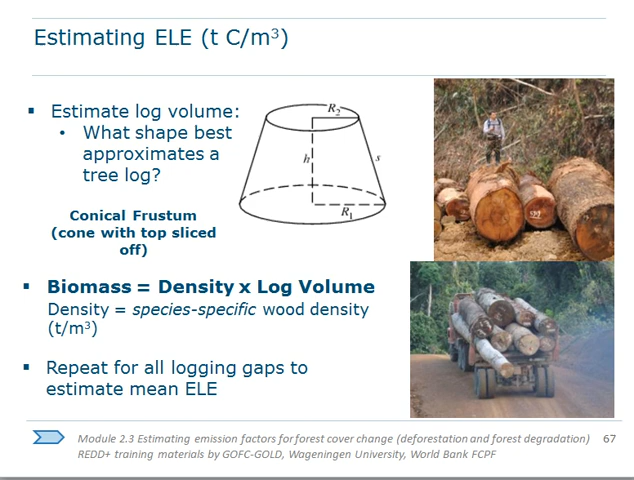 Estimating ELE (t C/m³)
▪ Estimate log volume:
• What shape best
approximates a
tree log?
Conical Frustum
(cone with top sliced
off)
R₂
h
s
R₁
▪ Biomass = Density x Log Volume
Density = species-specific wood density
(t/m³)
▪ Repeat for all logging gaps to
estimate mean ELE
Module 2.3 Estimating emission factors for forest cover change (deforestation and forest degradation) 67
REDD+ training materials by GOFC-GOLD, Wageningen University, World Bank FCPF